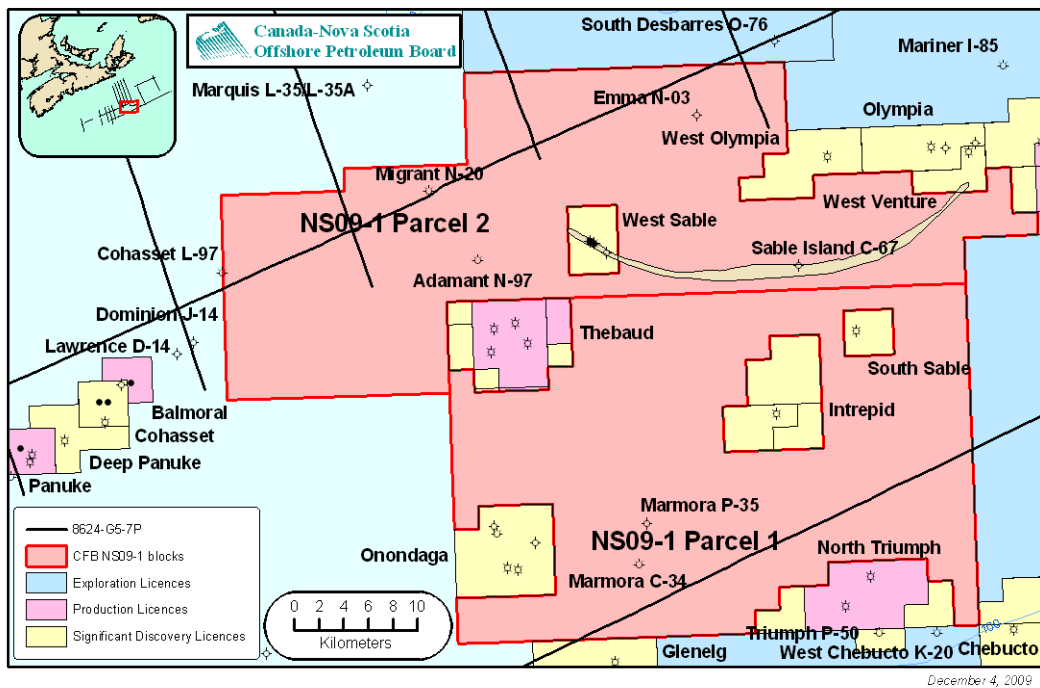 Canada-Nova Scotia
Offshore Petroleum Board
South Desbarres O-76
Mariner I-85
Marquis L-35/L-35A
Emma N-03
Olympia
West Olympia
Migrant N-20
NS09-1 Parcel 2
West Sable
West Venture
Cohasset L-97
Sable Island C-67
Adamant N-97
Dominion J-14
Thebaud
Lawrence D-14
South Sable
Balmoral
Intrepid
Cohasset
Deep Panuke
Panuke
Marmora P-35
NS09-1 Parcel 1
Onondaga
North Triumph
Marmora C-34
Triumph P-50
West Chebucto K-20
Chebucto
Glenelg
100
8624-G5-7P
CFB NS09-1 blocks
Exploration Licences
Production Licences
Significant Discovery Licences
0 2 4 6 8 10
Kilometers
December 4, 2009